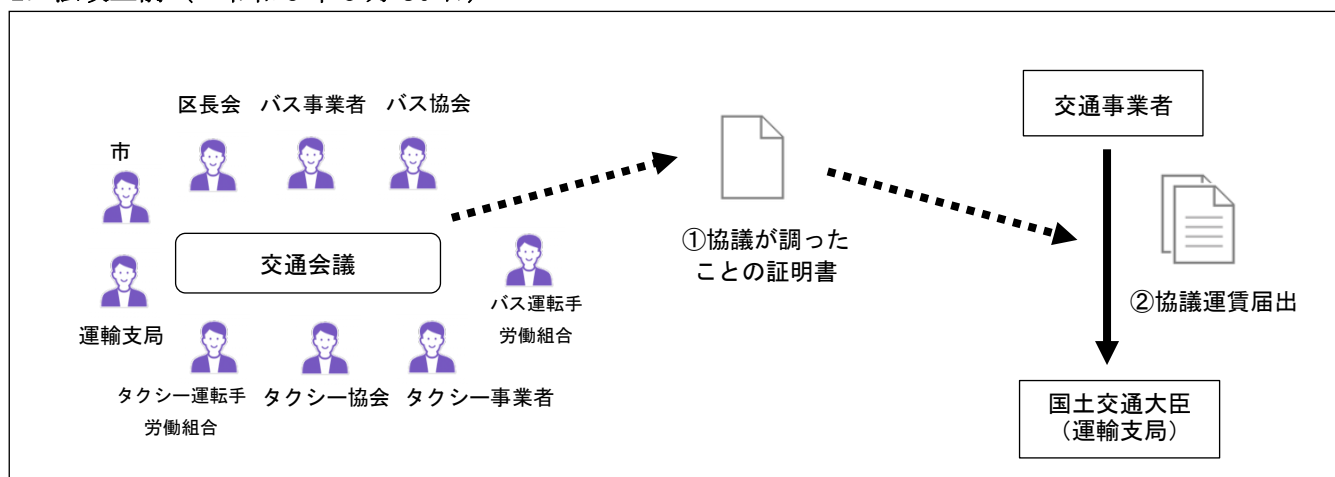 区長会 バス事業者 バス協会
市
交通会議
運輸支局
バス運転手
労働組合
タクシー運転手
労働組合
タクシー協会 タクシー事業者
①協議が調った
ことの証明書
交通事業者
②協議運賃届出
国土交通大臣
（運輸支局）